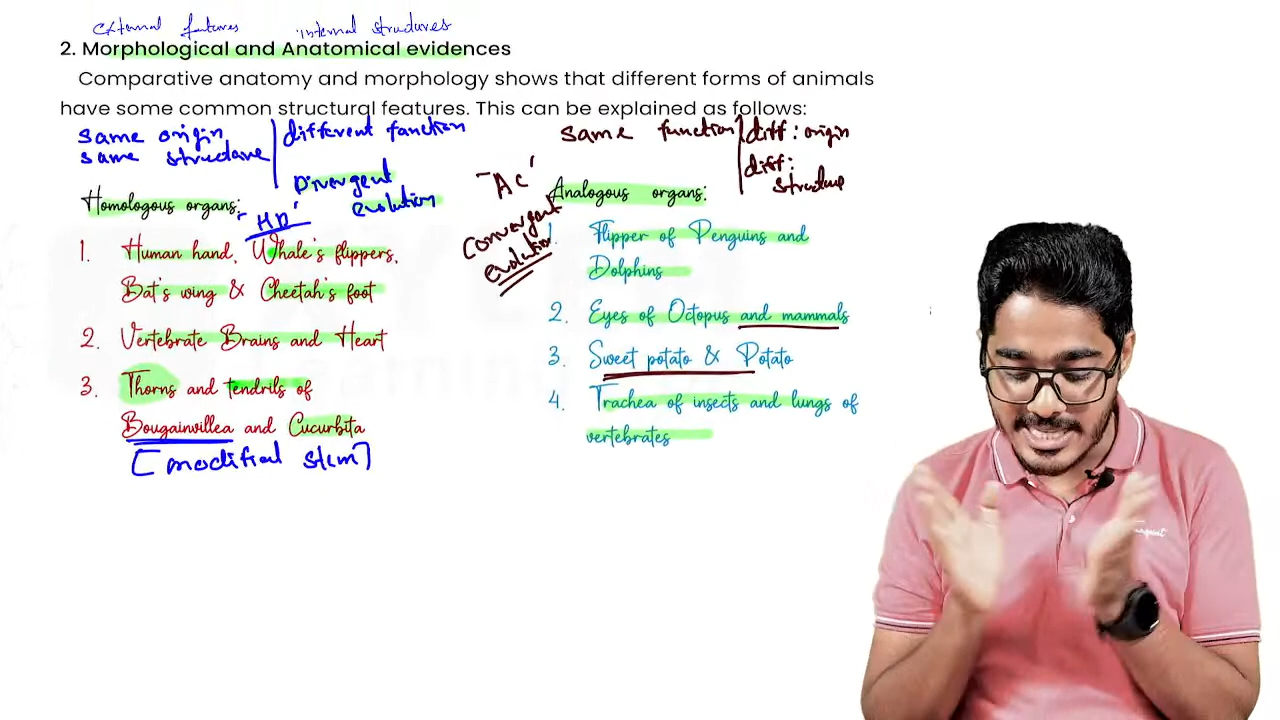 external features internal structures
2. Morphological and Anatomical evidences
Comparative anatomy and morphology shows that different forms of animals
have some common structural features. This can be explained as follows:
same origin
same structure
different function
Divergent
evolution
Homologous organs:
"HD"
1. Human hand, Whale's flippers,
Bat's wing & Cheetah's foot
2. Vertebrate Brains and Heart
3. Thorns and tendrils of
Bougainvillea and Cucurbita
[modified stem]
same function
diff: origin
diff:
structure
"AC"
Convergent
evolution
Analogous organs:
1. Flipper of Penguins and
Dolphins
2. Eyes of Octopus and mammals
3. Sweet potato & Potato
4. Trachea of insects and lungs of
vertebrates